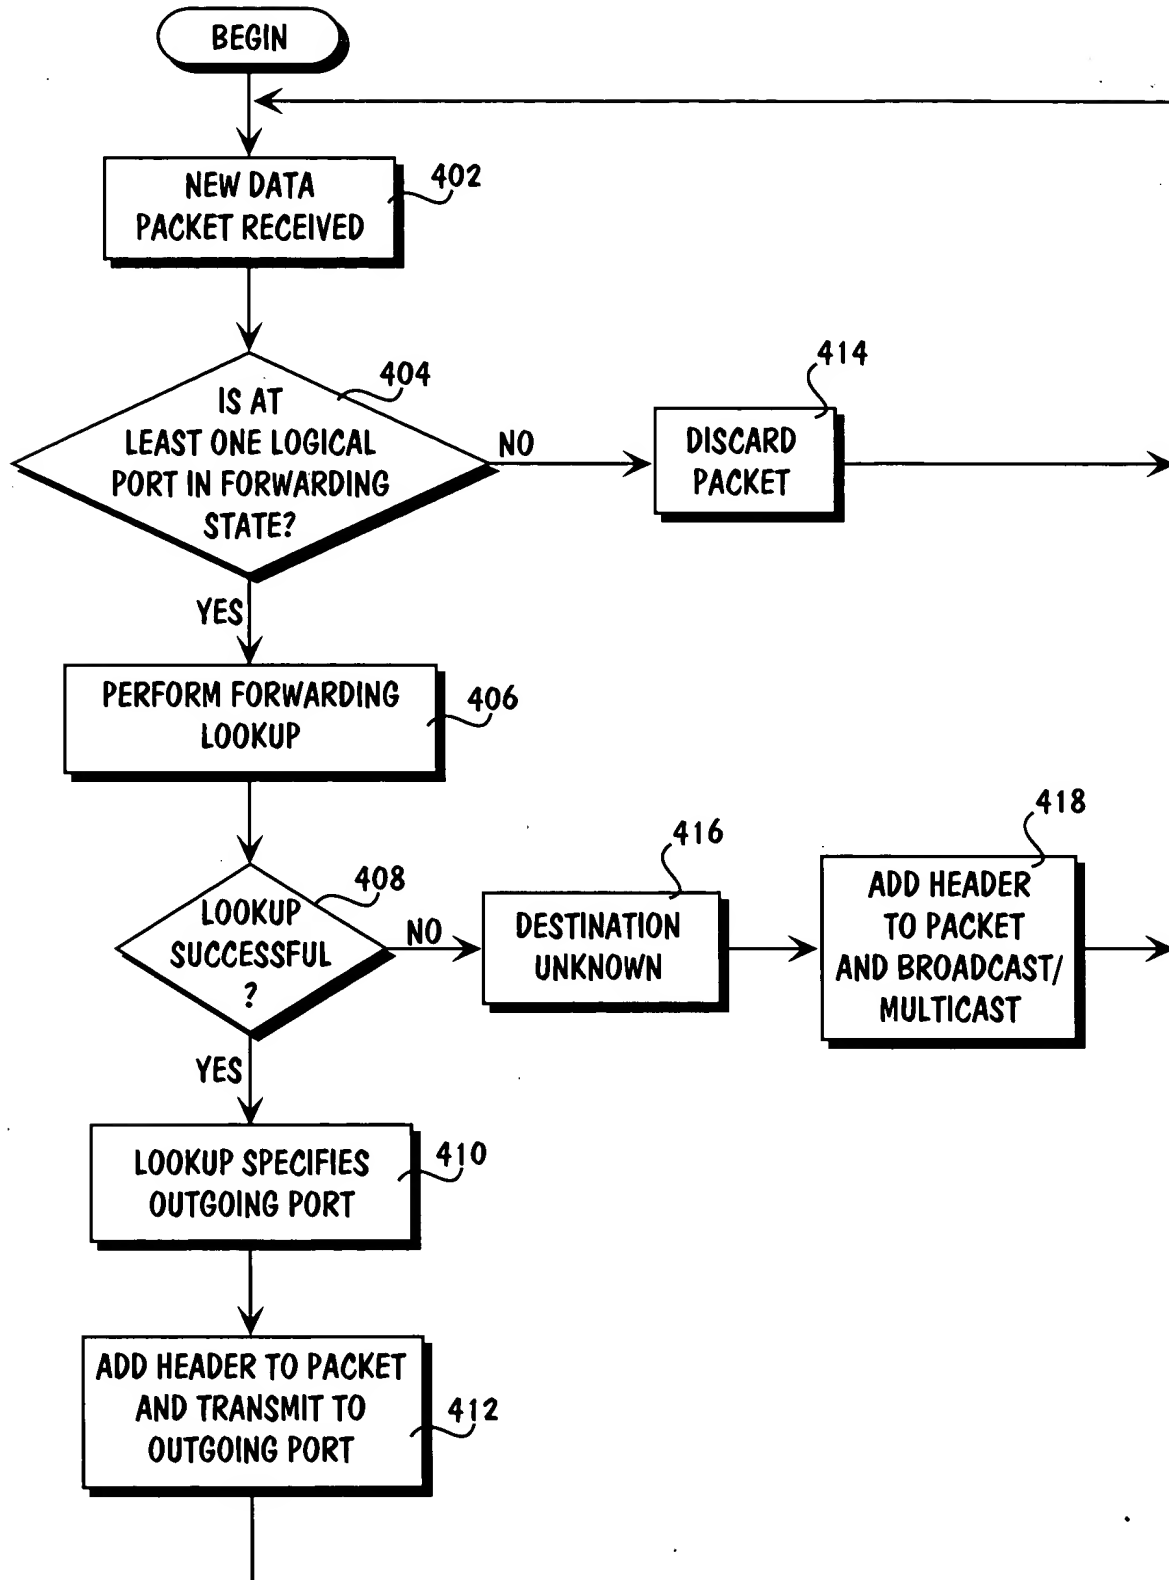 BEGIN
NEW DATA
PACKET RECEIVED
402
IS AT
LEAST ONE LOGICAL
PORT IN FORWARDING
STATE?
404
NO
DISCARD
PACKET
414
YES
PERFORM FORWARDING
LOOKUP
406
LOOKUP
SUCCESSFUL
?
408
NO
DESTINATION
UNKNOWN
416
ADD HEADER
TO PACKET
AND BROADCAST/
MULTICAST
418
YES
LOOKUP SPECIFIES
OUTGOING PORT
410
ADD HEADER TO PACKET
AND TRANSMIT TO
OUTGOING PORT
412